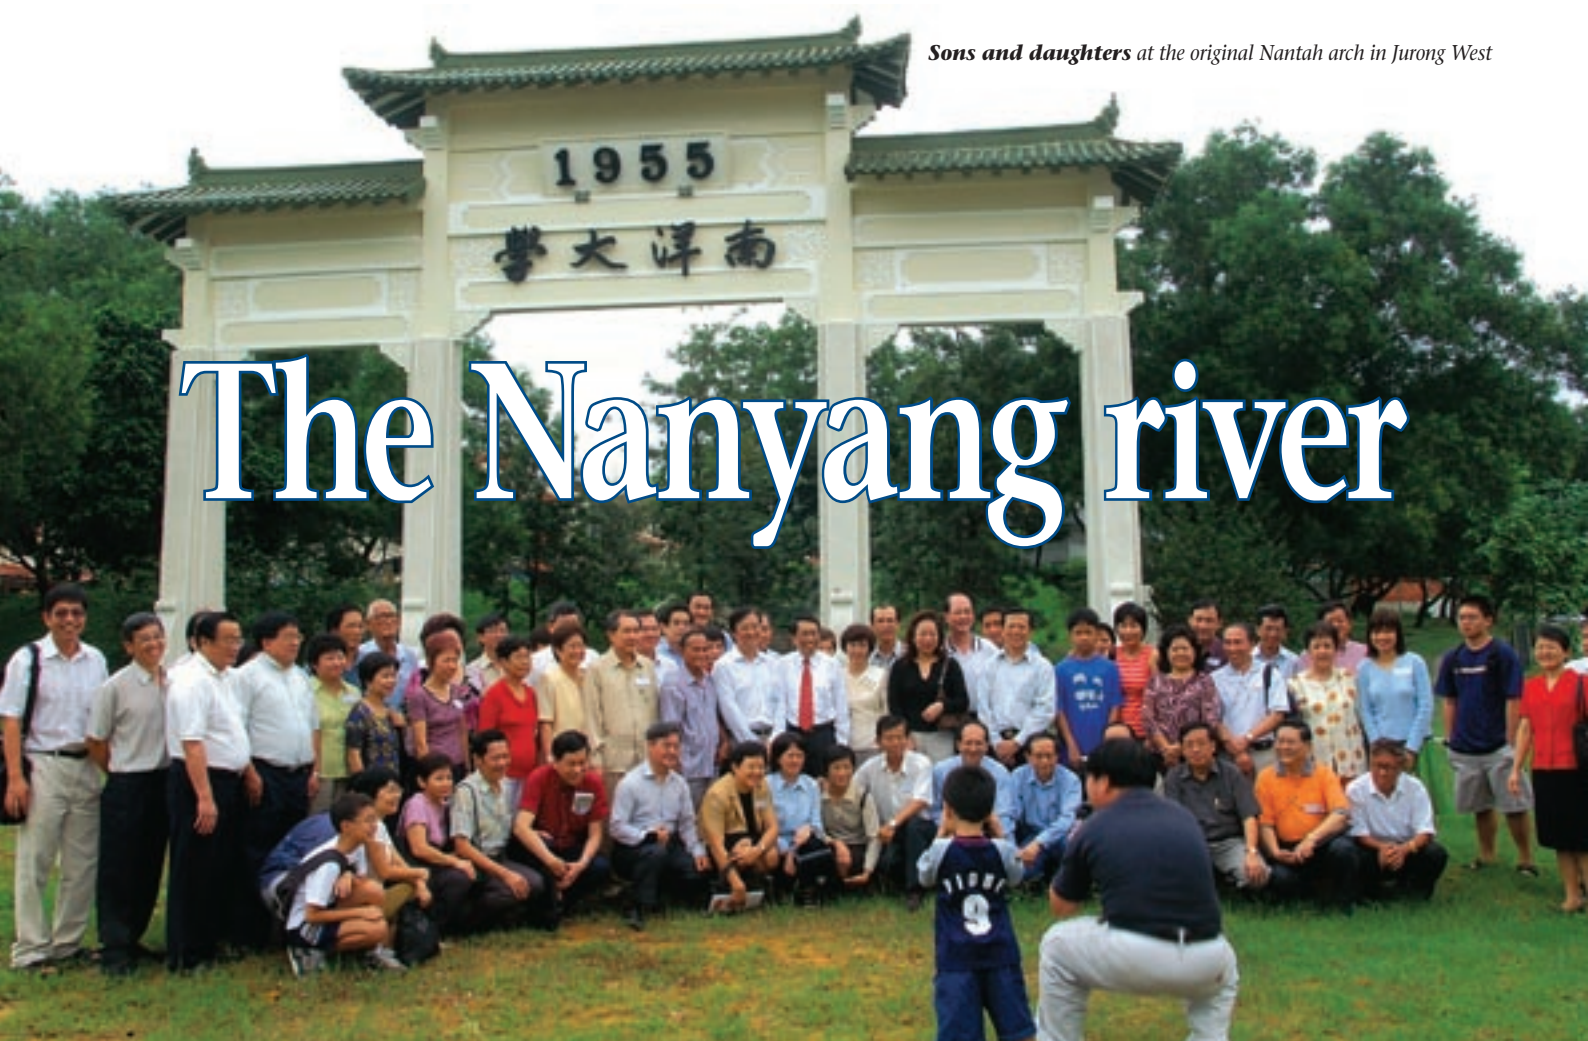 Sons and daughters at the original Nantah arch in Jurong West
1955
南洋大學
The Nanyang river
9